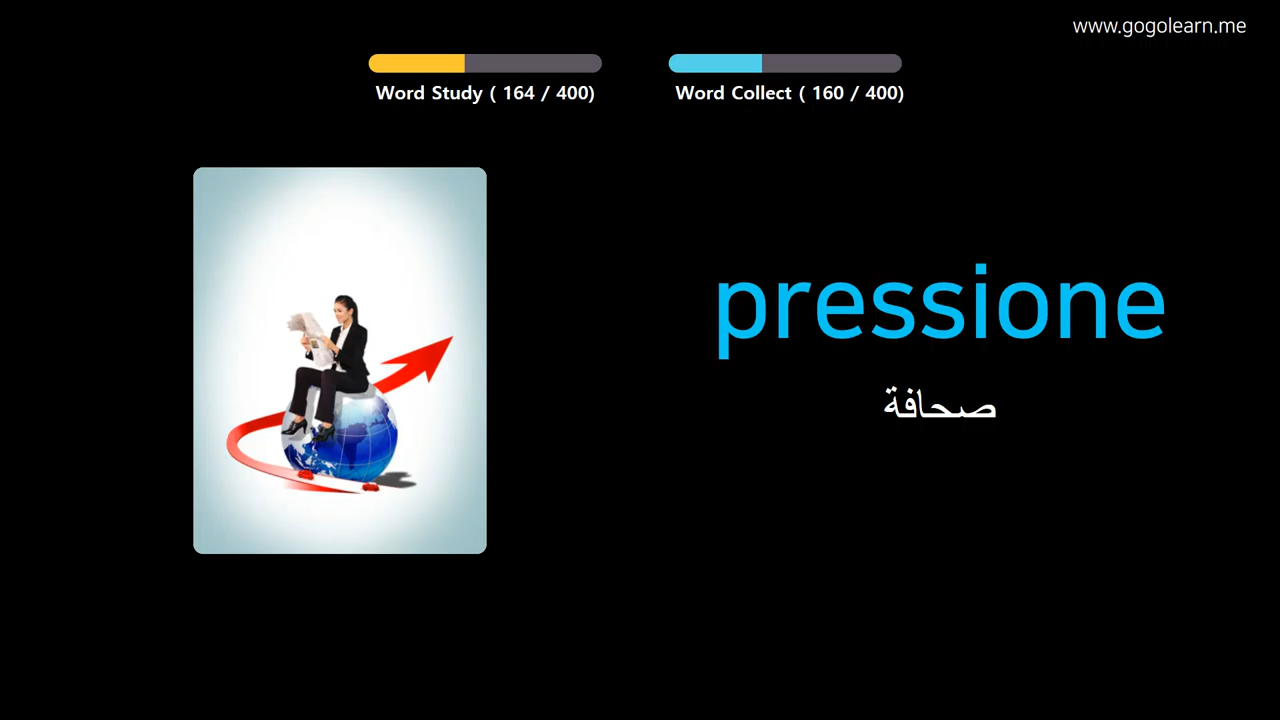 www.gogolearn.me
Word Study ( 164 / 400)
Word Collect ( 160 / 400)
pressione
صحافة